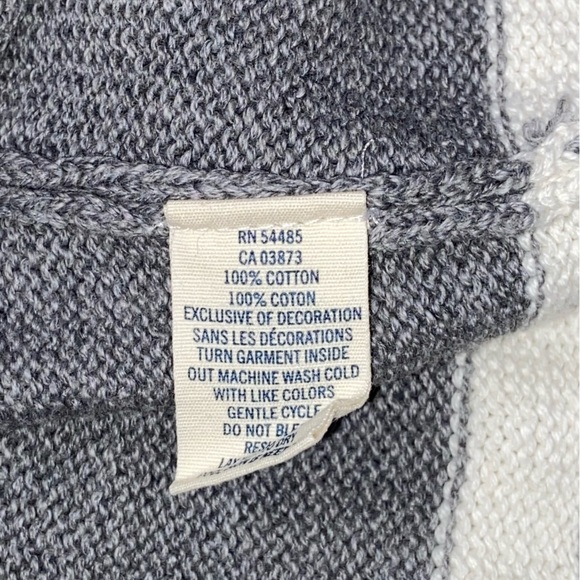 RN 54485
CA 03873
100% COTTON
100% COTON
EXCLUSIVE OF DECORATION
SANS LES DÉCORATIONS
TURN GARMENT INSIDE
OUT MACHINE WASH COLD
WITH LIKE COLORS
GENTLE CYCLE
DO NOT BLE